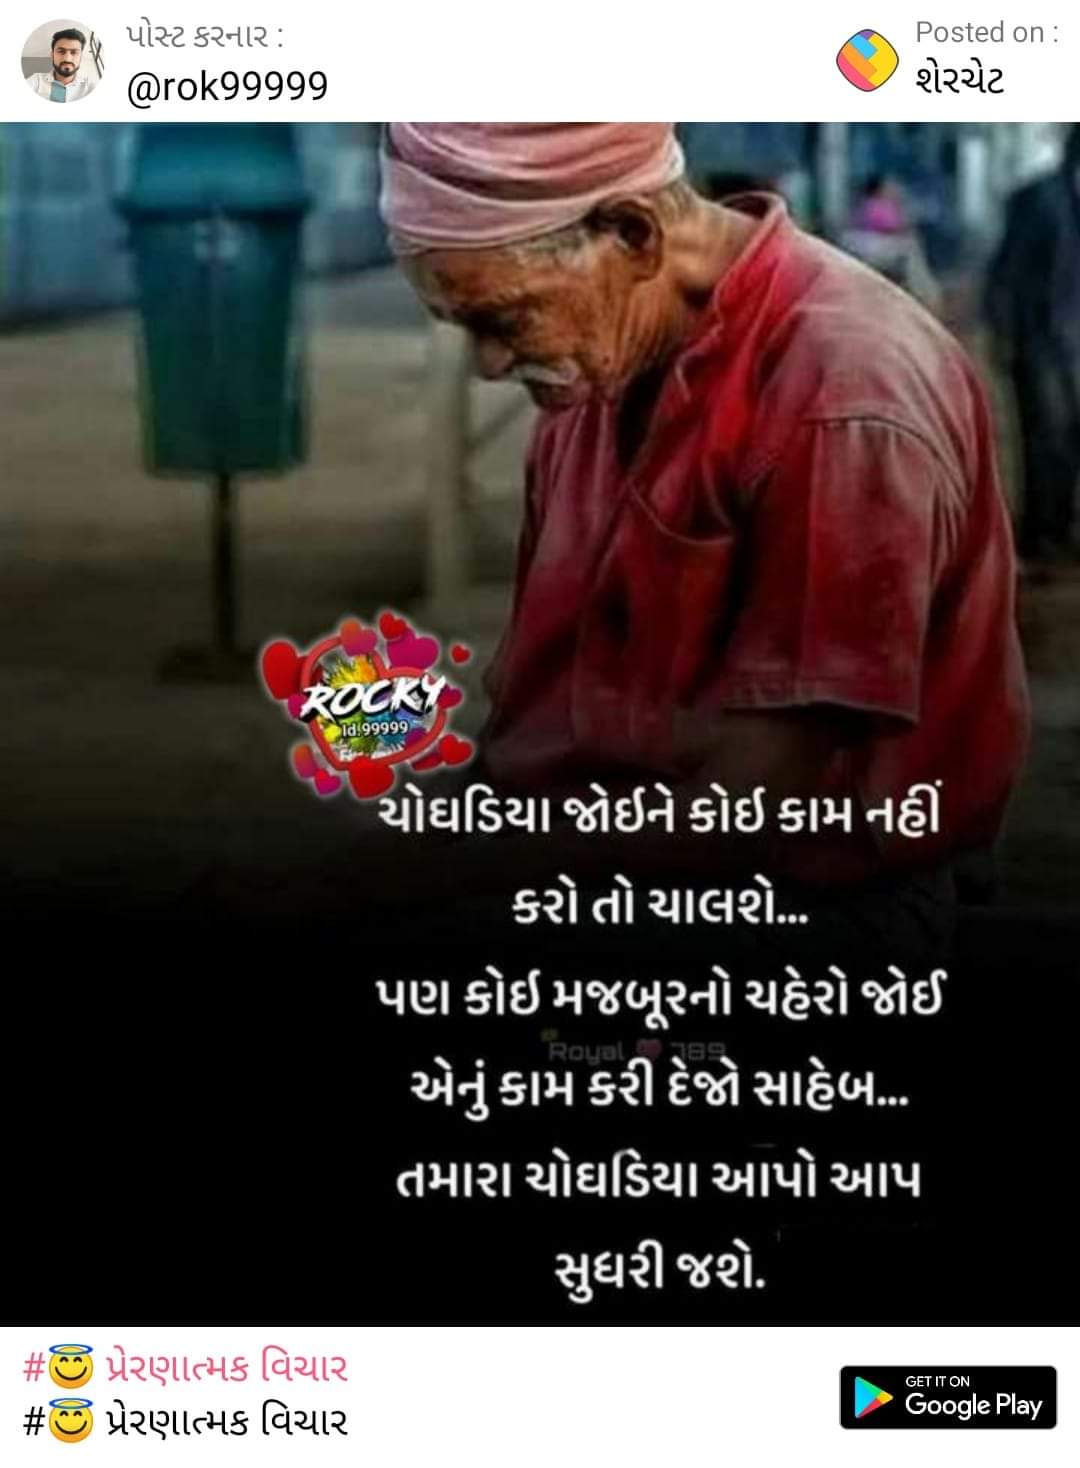 પોસ્ટ કરનાર :
@rok99999
Posted on :
શેરચેટ
ROCKY
Id:99999
ચોઘડિયા જોઇને કોઇ કામ નહીં
કરો તો ચાલશે...
પણ કોઇ મજબૂરનો ચહેરો જોઈ
Royal 789
એનું કામ કરી દેજો સાહેબ...
તમારા ચોઘડિયા આપો આપ
સુધરી જશે.
#😇 પ્રેરણાત્મક વિચાર
#😇 પ્રેરણાત્મક વિચાર
GET IT ON
Google Play